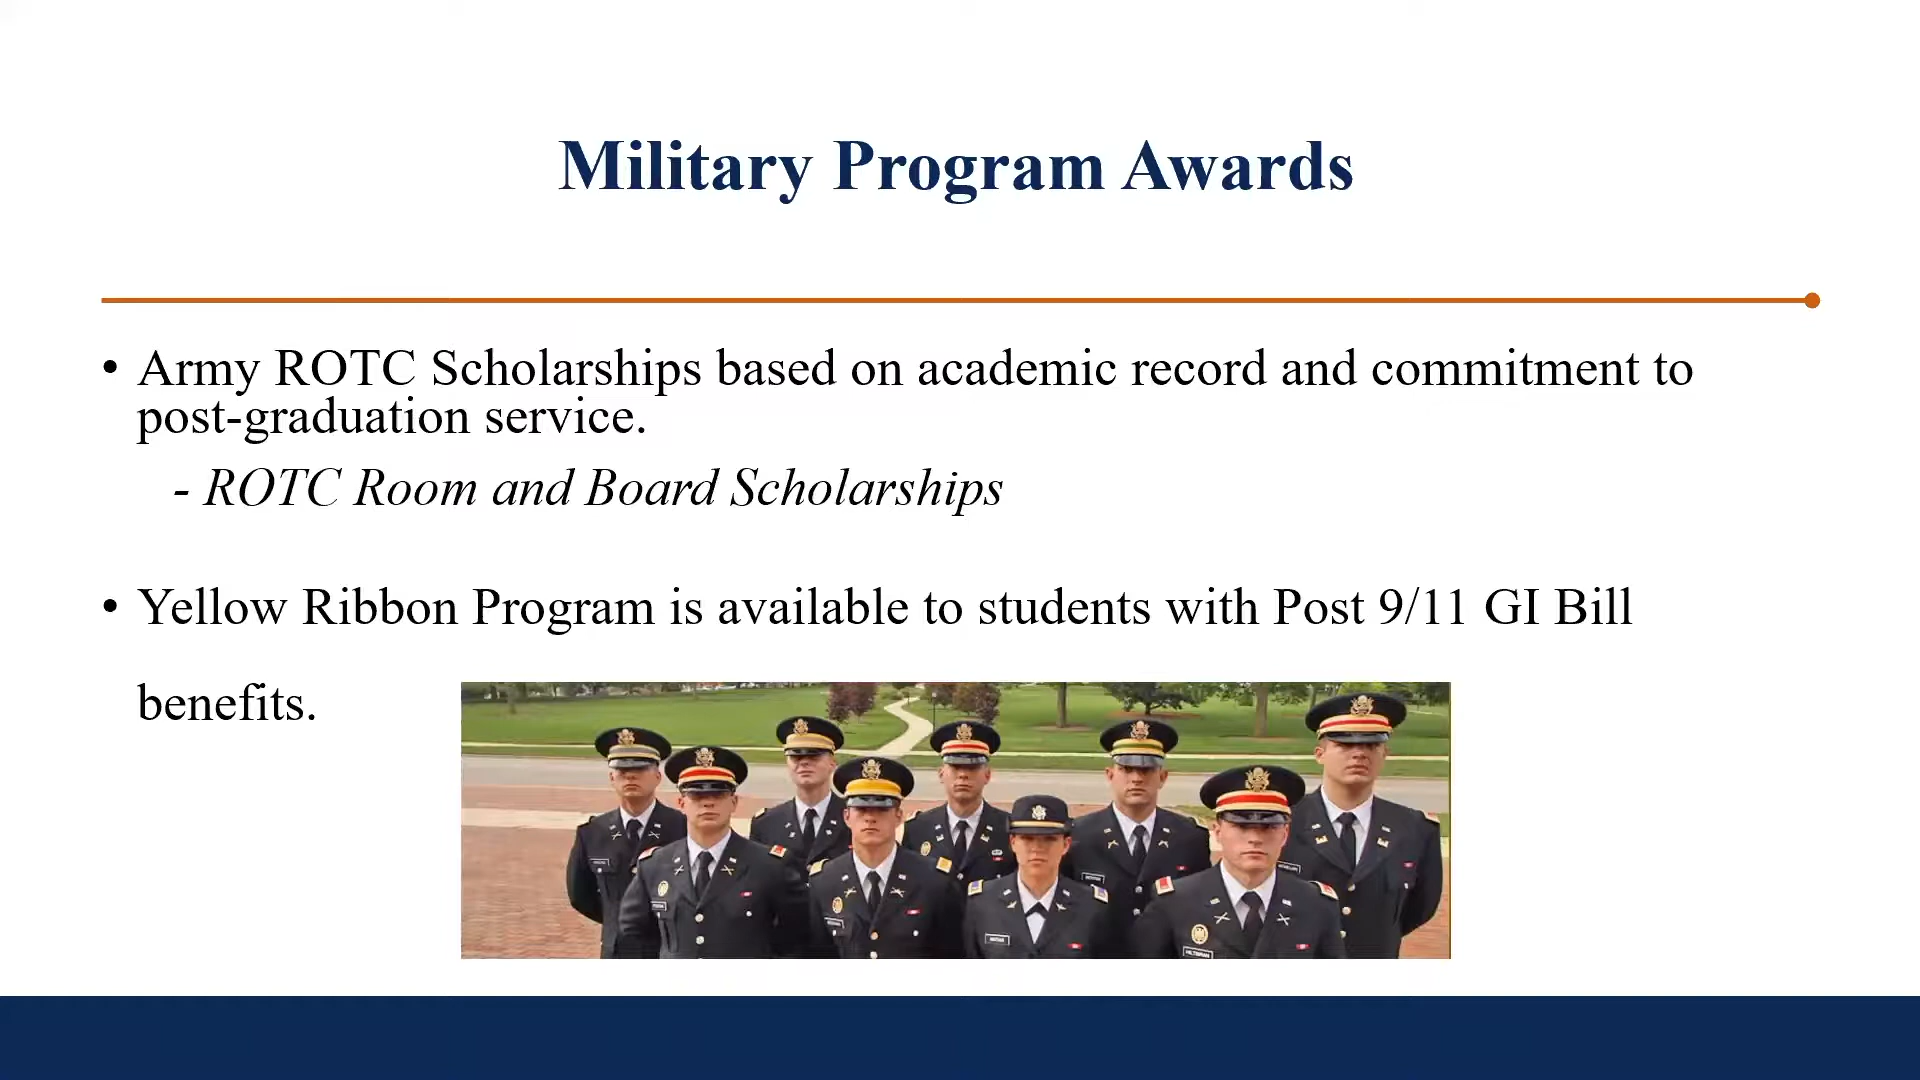 Military Program Awards
• Army ROTC Scholarships based on academic record and commitment to
post-graduation service.
- ROTC Room and Board Scholarships
• Yellow Ribbon Program is available to students with Post 9/11 GI Bill
benefits.